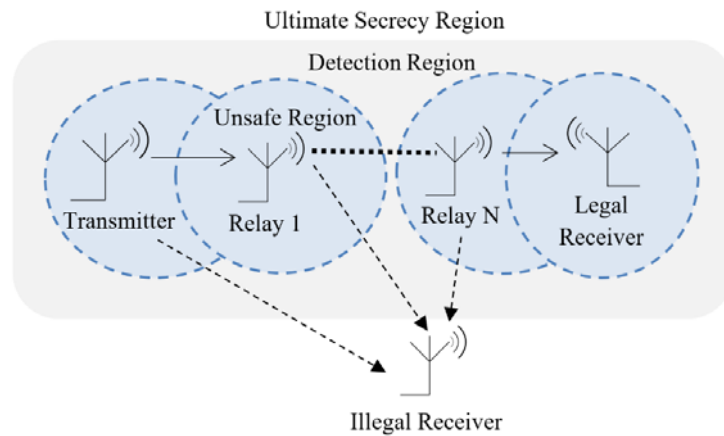 Ultimate Secrecy Region
Detection Region
Unsafe Region
Transmitter
Relay 1
Relay N
Legal
Receiver
Illegal Receiver